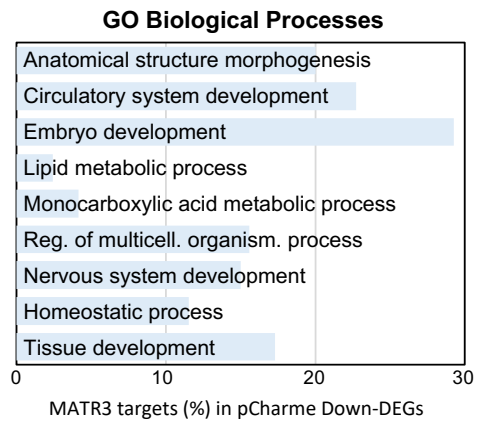 GO Biological Processes
Anatomical structure morphogenesis
Circulatory system development
Embryo development
Lipid metabolic process
Monocarboxylic acid metabolic process
Reg. of multicell. organism. process
Nervous system development
Homeostatic process
Tissue development
0 10 20 30
MATR3 targets (%) in pCharme Down-DEGs